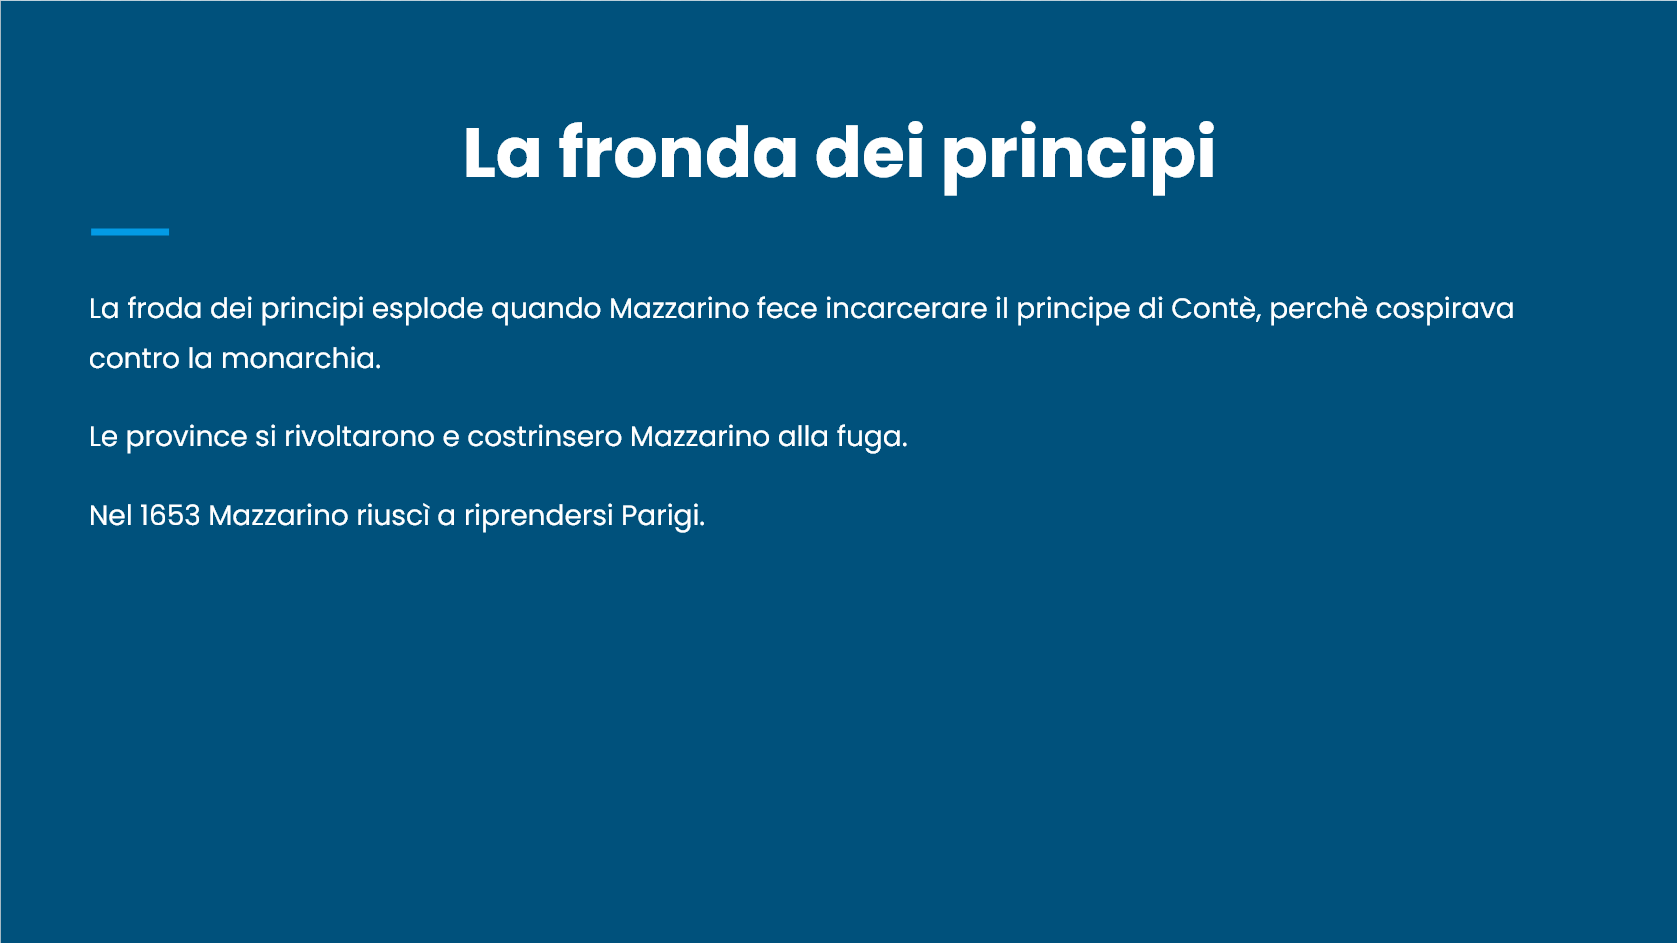 La fronda dei principi
La froda dei principi esplode quando Mazzarino fece incarcerare il principe di Contè, perchè cospirava
contro la monarchia.
Le province si rivoltarono e costrinsero Mazzarino alla fuga.
Nel 1653 Mazzarino riuscì a riprendersi Parigi.